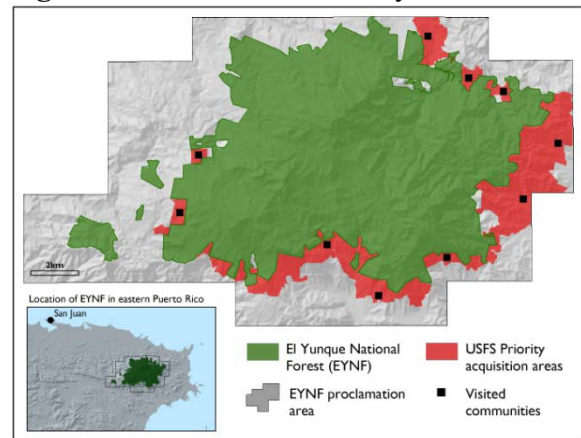 2km
Location of EYNF in eastern Puerto Rico
San Juan
El Yunque National
Forest (EYNF)
USFS Priority
acquisition areas
EYNF proclamation
area
Visited
communities